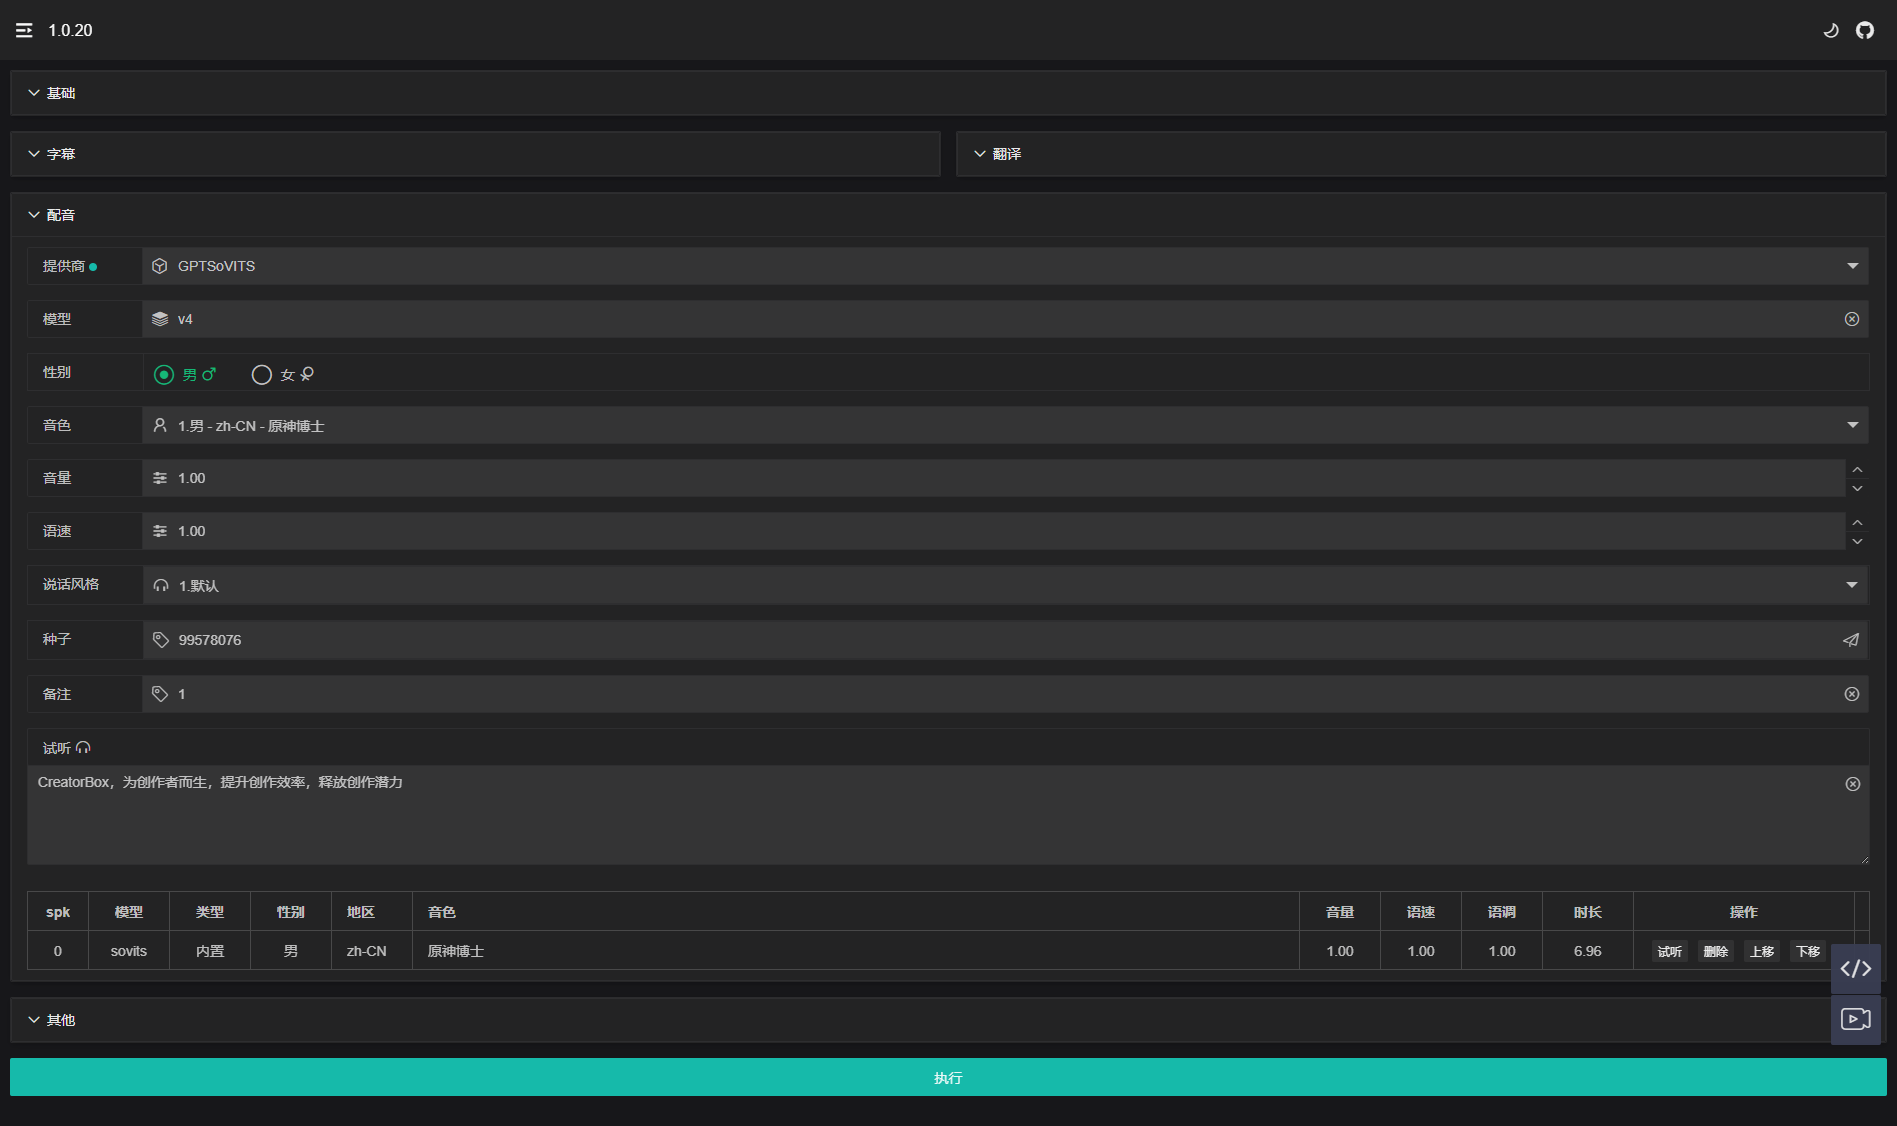 1.0.20
基础
字幕
翻译
配音
提供商 GPTSoVITS
模型 v4
性别 男 女
音色 1.男 - zh-CN - 原神博士
音量 1.00
语速 1.00
说话风格 1.默认
种子 99578076
备注 1
试听
CreatorBox，为创作者而生，提升创作效率，释放创作潜力
spk 模型 类型 性别 地区 音色 音量 语速 语调 时长 操作
0 sovits 内置 男 zh-CN 原神博士 1.00 1.00 1.00 6.96 试听 删除 上移 下移
其他
执行